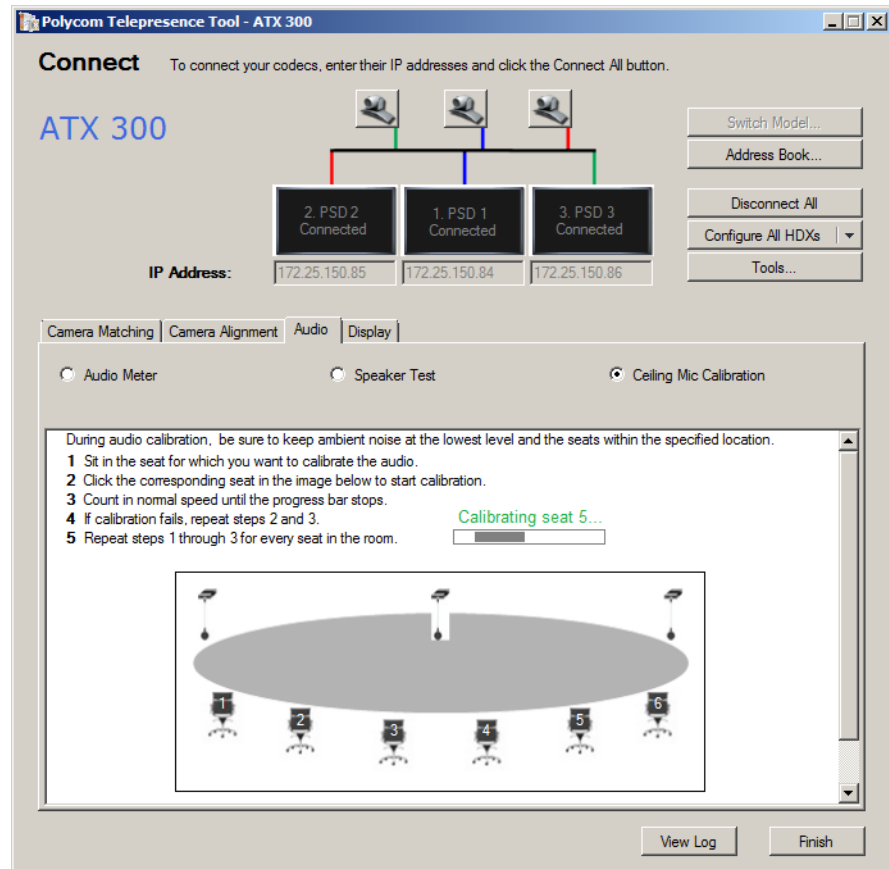 Polycom Telepresence Tool - ATX 300
Connect To connect your codecs, enter their IP addresses and click the Connect All button.
ATX 300
Switch Model...
Address Book...
2. PSD 2
Connected
1. PSD 1
Connected
3. PSD 3
Connected
Disconnect All
Configure All HDXs
Tools...
IP Address: 172.25.150.85 172.25.150.84 172.25.150.86
Camera Matching Camera Alignment Audio Display
Audio Meter Speaker Test Ceiling Mic Calibration
During audio calibration, be sure to keep ambient noise at the lowest level and the seats within the specified location.
1 Sit in the seat for which you want to calibrate the audio.
2 Click the corresponding seat in the image below to start calibration.
3 Count in normal speed until the progress bar stops.
4 If calibration fails, repeat steps 2 and 3.
5 Repeat steps 1 through 3 for every seat in the room.
Calibrating seat 5...
1 2 3 4 5 6
View Log Finish